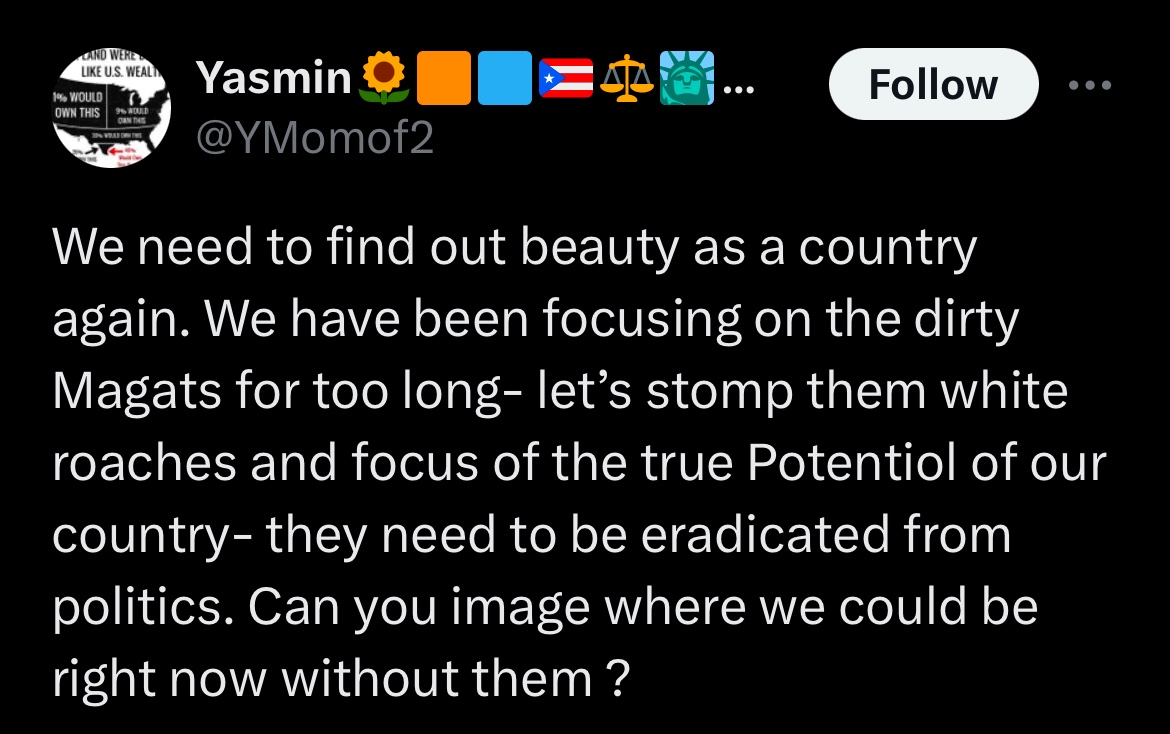 LAND WERE
LIKE U.S. WEALT
1% WOULD
OWN THIS
9% WOULD
OWN THIS
Yasmin🌻🟧🟦🇵🇷⚖️🗽...
@YMomof2
Follow
We need to find out beauty as a country
again. We have been focusing on the dirty
Magats for too long- let’s stomp them white
roaches and focus of the true Potentiol of our
country- they need to be eradicated from
politics. Can you image where we could be
right now without them ?